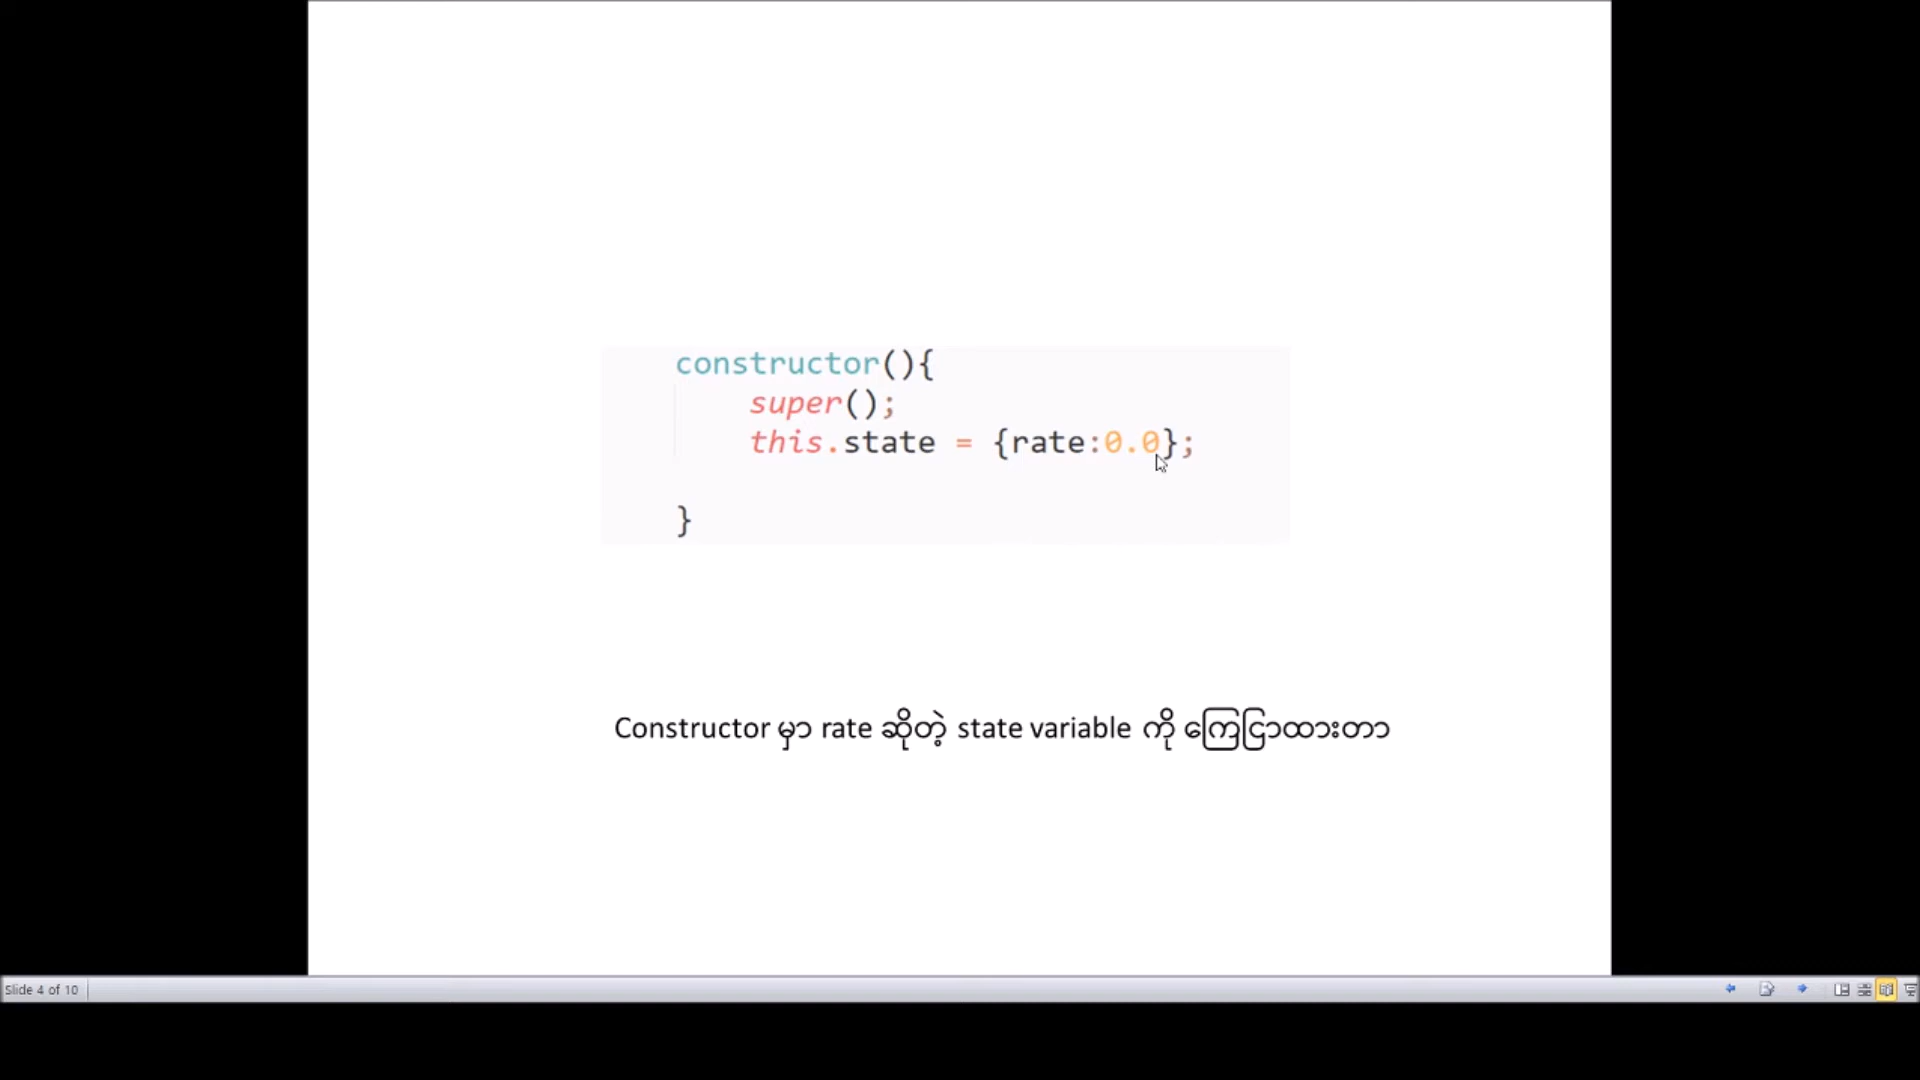 constructor(){
super();
this.state = {rate:0.0};
}
Constructor မှာ rate ဆိုတဲ့ state variable ကို ကြေငြာထားတာ
Slide 4 of 10